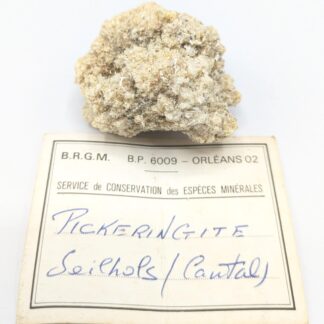 B.R.G.M. B.P. 6009 - ORLÉANS 02
SERVICE de CONSERVATION des ESPÈCES MINÉRALES
PICKERINGITE
Seilhols (Cantal)